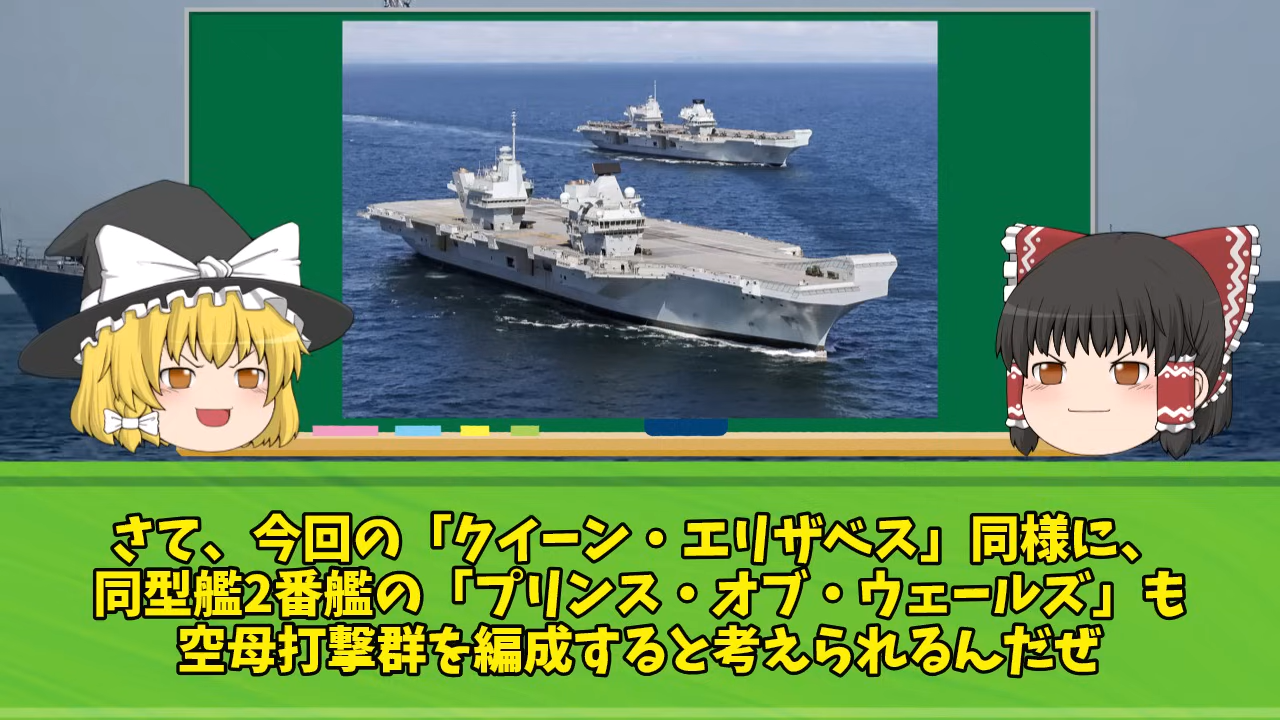 さて、今回の「クイーン・エリザベス」同様に、
同型艦2番艦の「プリンス・オブ・ウェールズ」も
空母打撃群を編成すると考えられるんだぜ